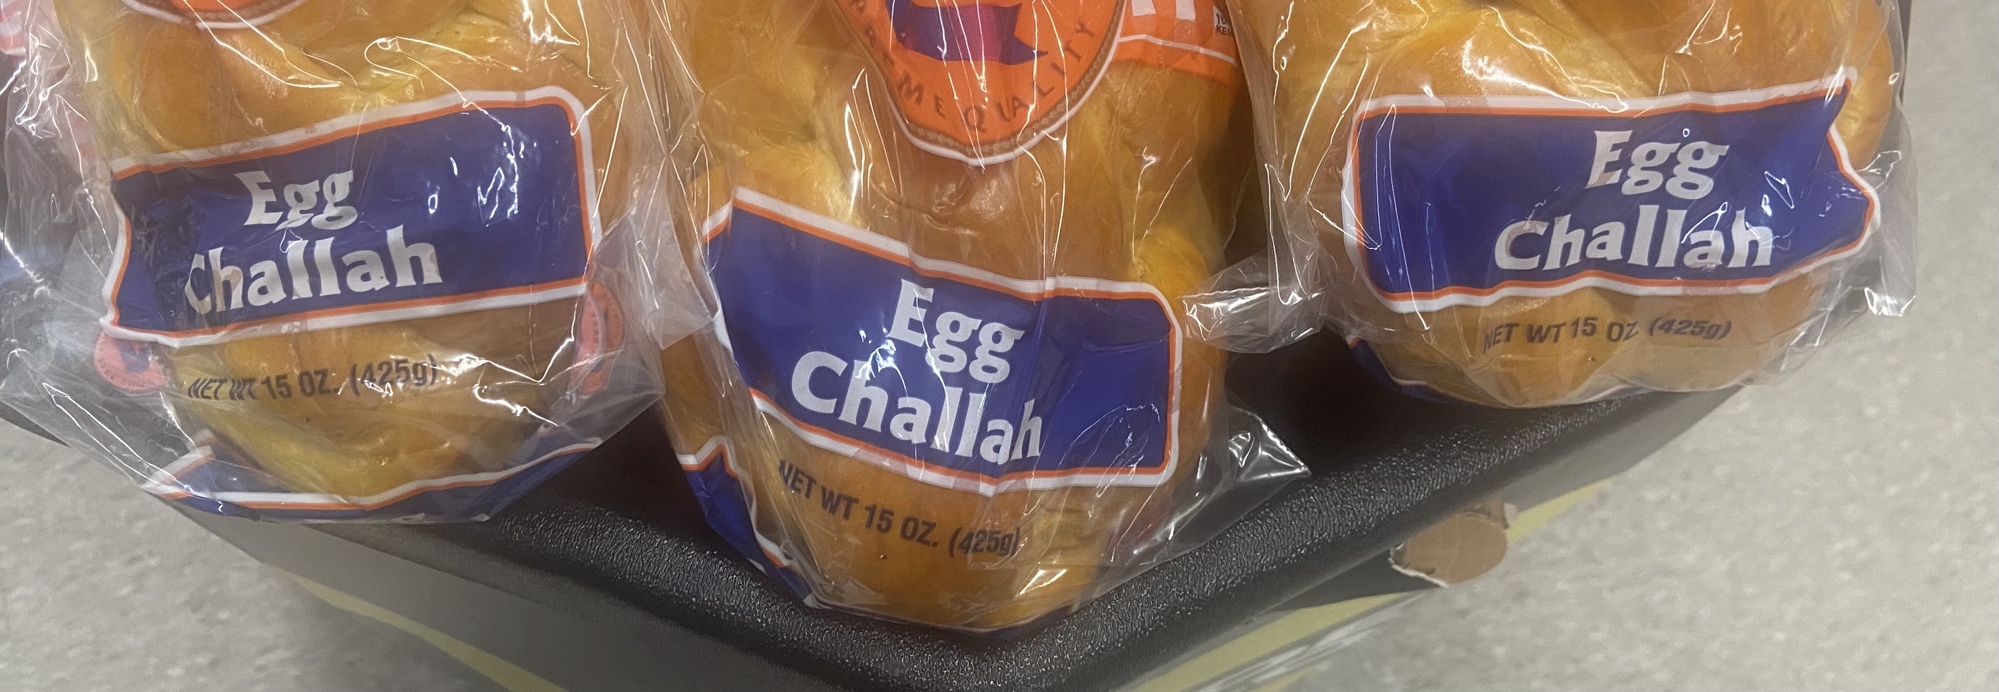 Egg
Challah
NET WT 15 OZ. (425g)
QUALITY
Egg
Challah
NET WT 15 OZ. (425g)
Egg
Challah
NET WT 15 OZ (425g)